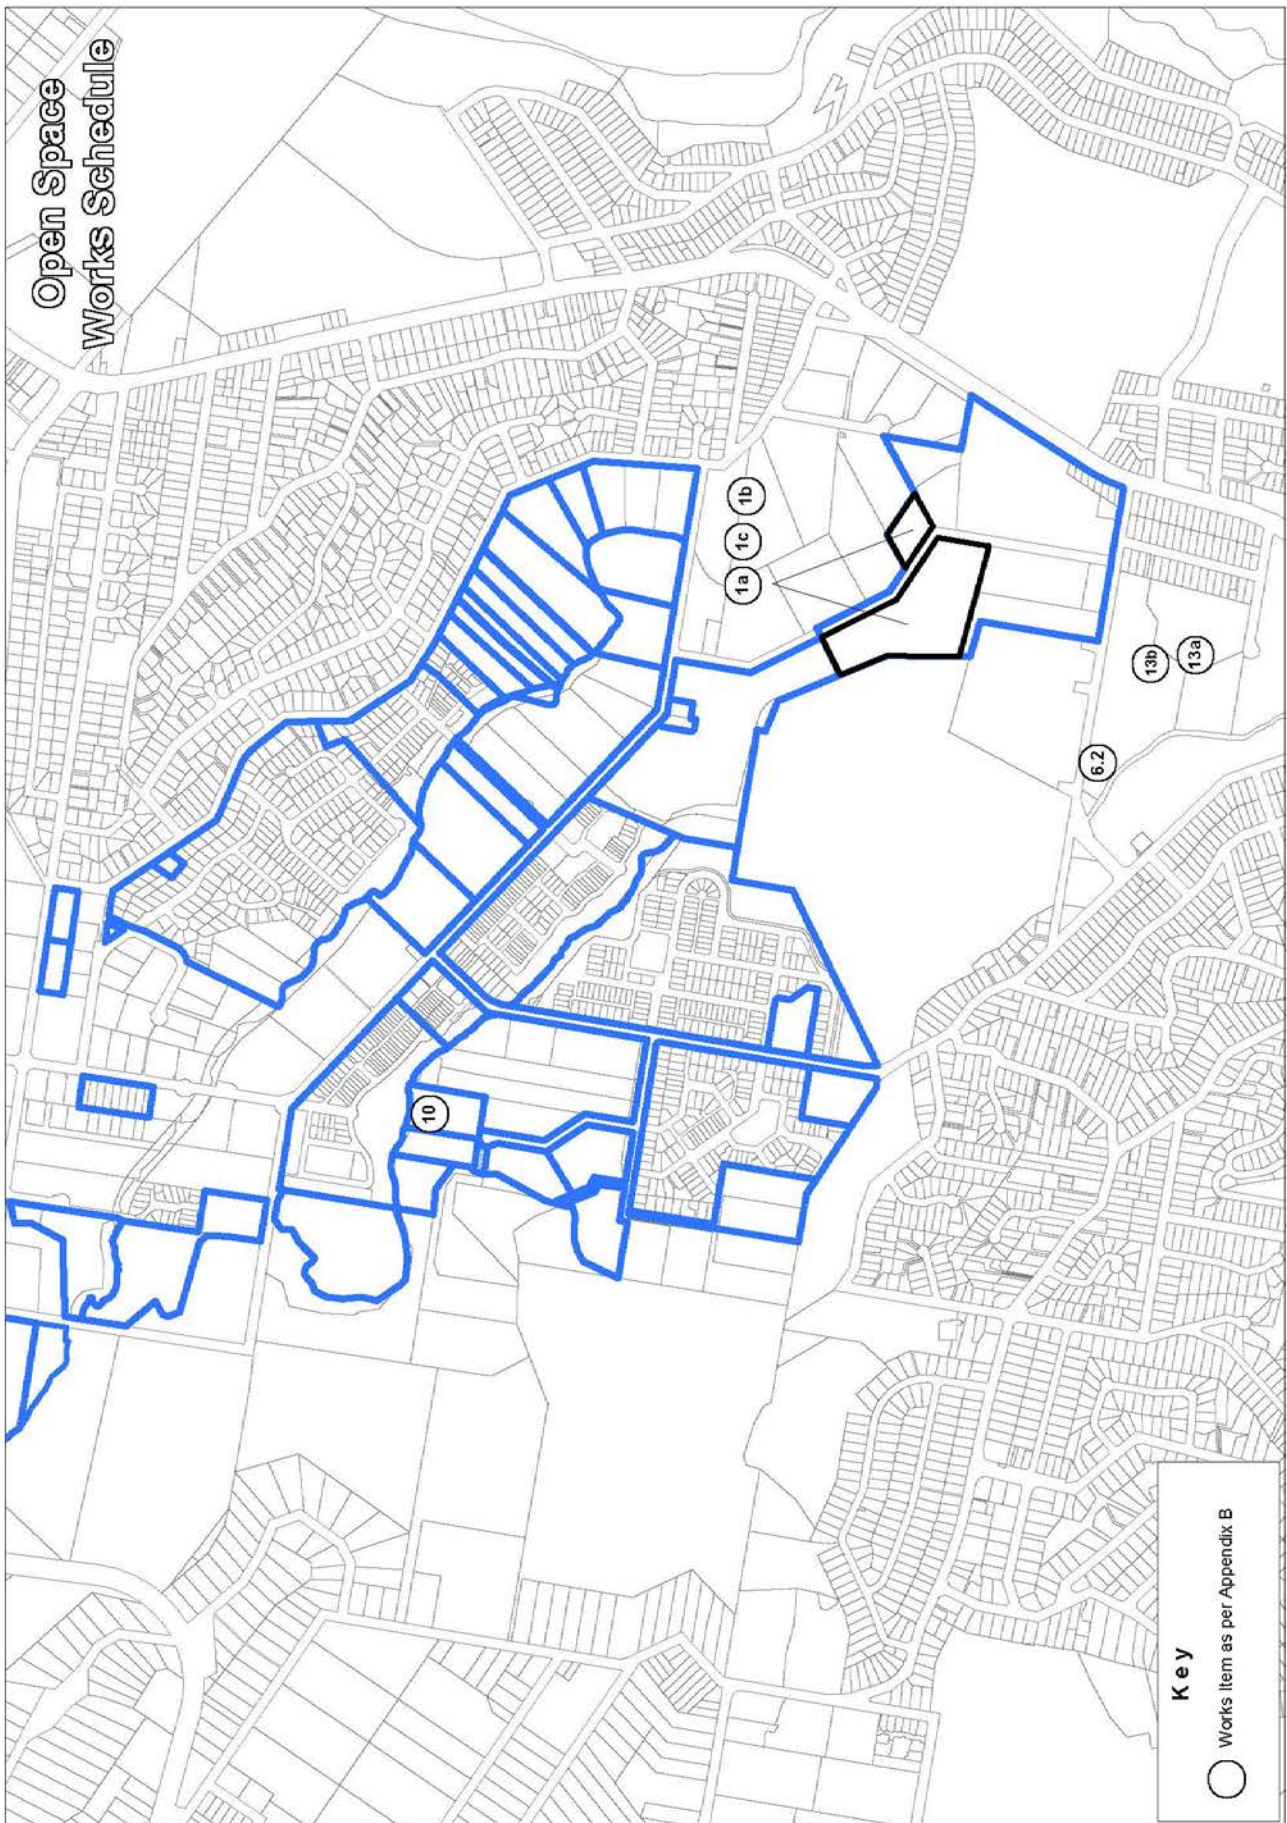 Open Space
Works Schedule
1a
1c
1b
10
6.2
13b
13a
Key
Works Item as per Appendix B